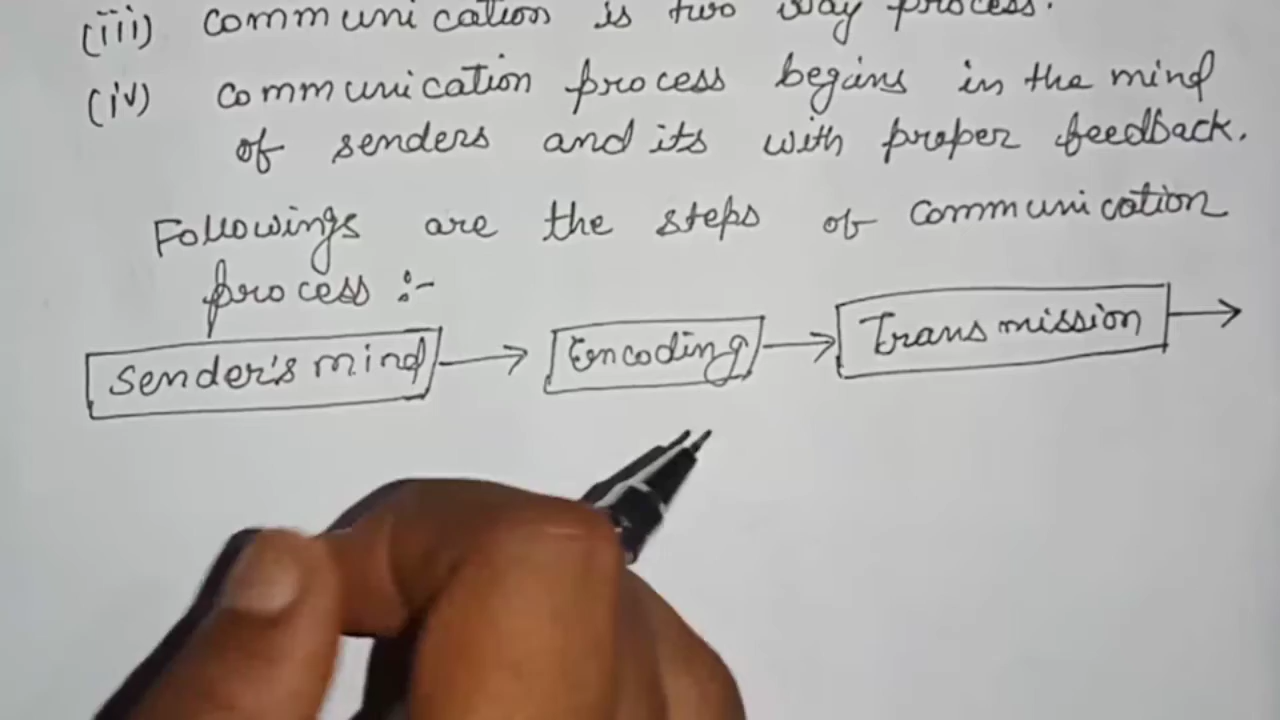 (iii) communication is two way process.
(iv) communication process begins in the mind
of senders and its with proper feedback.
Followings are the steps of communication
process :-
Sender's mind → Encoding → Transmission →